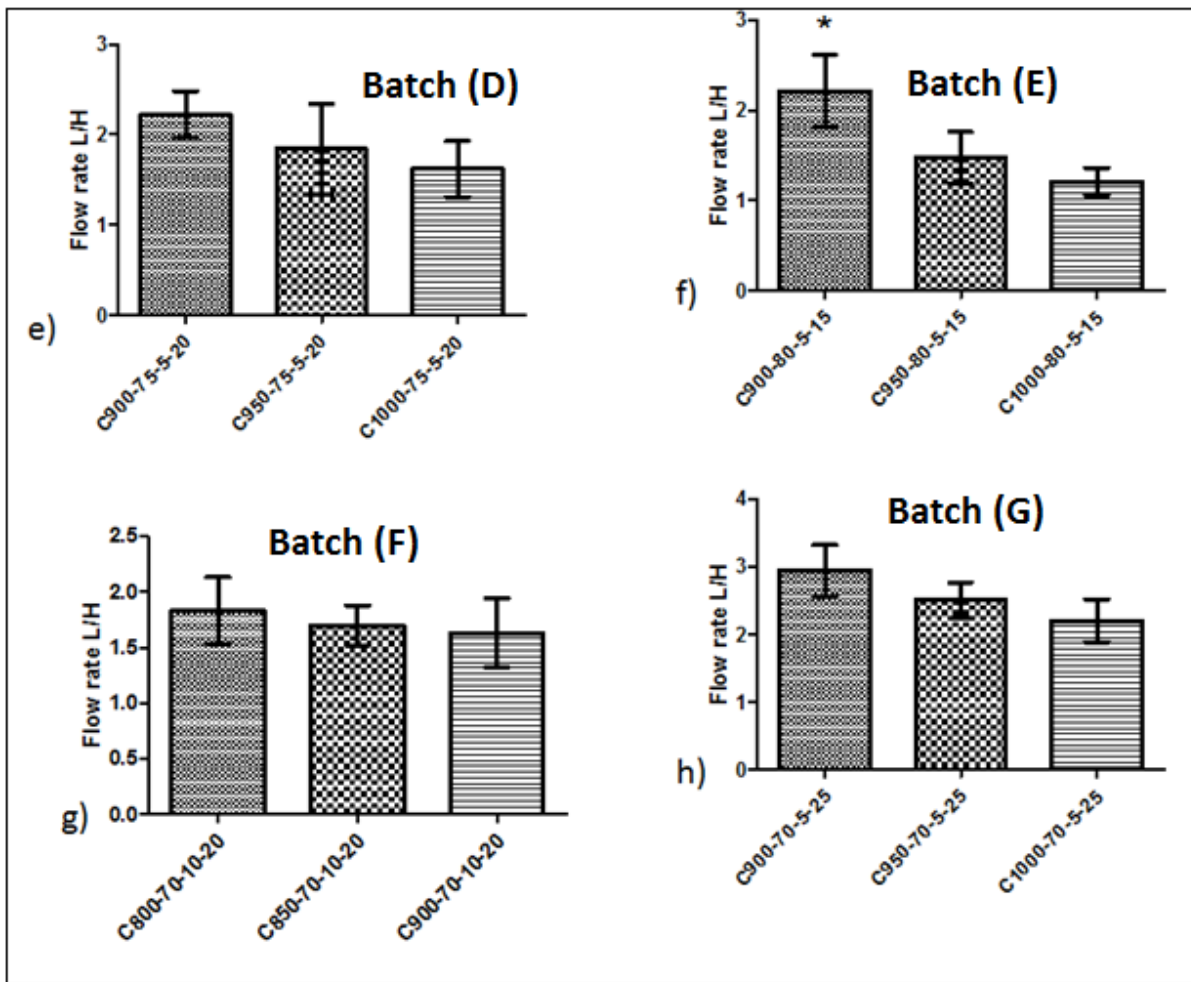 Batch (D)
3
2
1
0
Flow rate L/H
e)
C900-75-5-20
C950-75-5-20
C1000-75-5-20
Batch (E)
*
3
2
1
0
Flow rate L/H
f)
C900-80-5-15
C950-80-5-15
C1000-80-5-15
Batch (F)
2.5
2.0
1.5
1.0
0.5
0.0
Flow rate L/H
g)
C800-70-10-20
C850-70-10-20
C900-70-10-20
Batch (G)
4
3
2
1
0
Flow rate L/H
h)
C900-70-5-25
C950-70-5-25
C1000-70-5-25